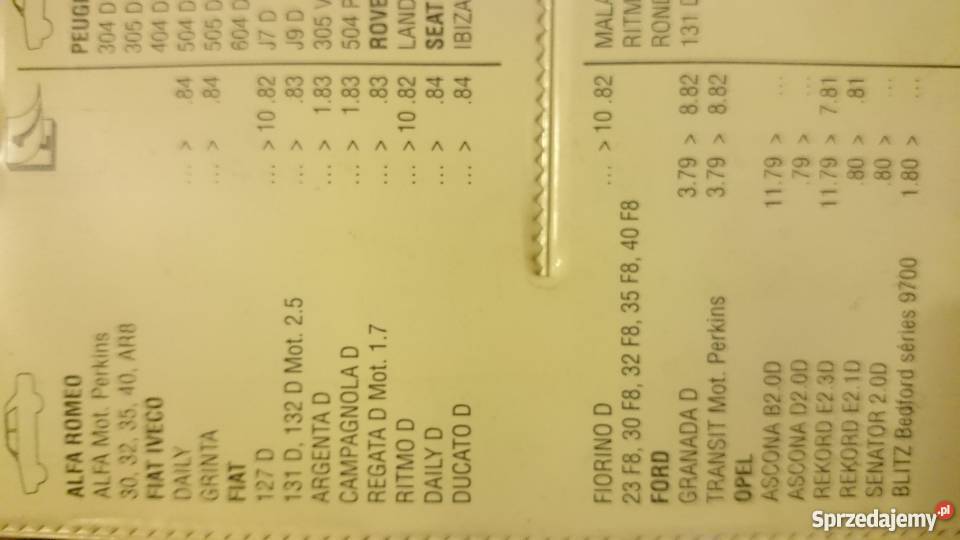 ALFA ROMEO
ALFA Mot. Perkins
30, 32, 35, 40, AR8
FIAT IVECO
DAILY ... > .84
GRINTA ... > .84
FIAT
127 D ... > 10.82
131 D, 132 D Mot. 2.5 ... > .83
ARGENTA D ... > 1.83
CAMPAGNOLA D ... > 1.83
REGATA D Mot. 1.7 ... > .83
RITMO D ... > 10.82
DAILY D ... > .84
DUCATO D ... > .84
FIORINO D ... > 10.82
23 F8, 30 F8, 32 F8, 35 F8, 40 F8
FORD
GRANADA D 3.79 > 8.82
TRANSIT Mot. Perkins 3.79 > 8.82
OPEL
ASCONA B2.0D 11.79 > ...
ASCONA D2.0D .79 > ...
REKORD E2.3D 11.79 > 7.81
REKORD E2.1D .80 > .81
SENATOR 2.0D .80 > ...
BLITZ Bedford séries 9700 1.80 > ...
PEUG
304 D
305 D
404 D
504 D
505 D
604 D
J7 D
J9 D
305
504
ROVE
LAND
SEAT
IBIZA
MALA
RITM
ROND
131 D
Sprzedajemy.pl